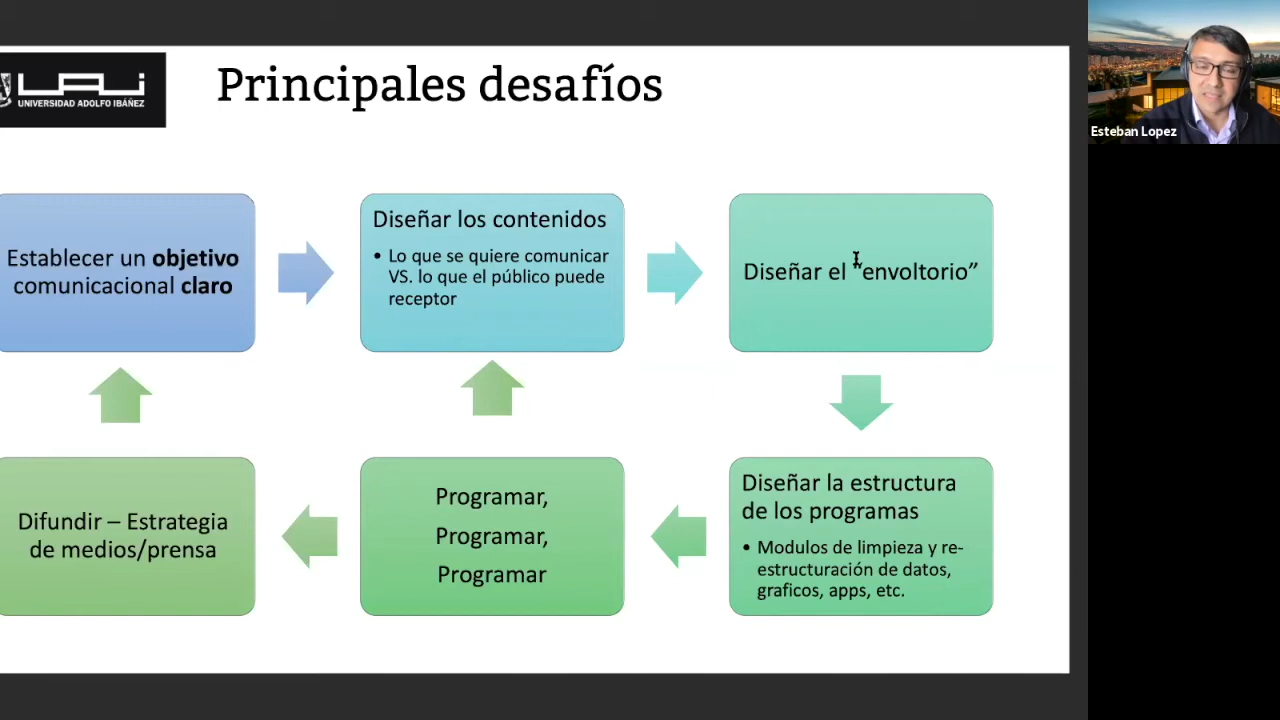 UAI
UNIVERSIDAD ADOLFO IBÁÑEZ
Principales desafíos
Esteban Lopez
Establecer un objetivo
comunicacional claro
Diseñar los contenidos
• Lo que se quiere comunicar
VS. lo que el público puede
receptor
Diseñar el “envoltorio”
Diseñar la estructura
de los programas
• Modulos de limpieza y re-
estructuración de datos,
graficos, apps, etc.
Programar,
Programar,
Programar
Difundir – Estrategia
de medios/prensa